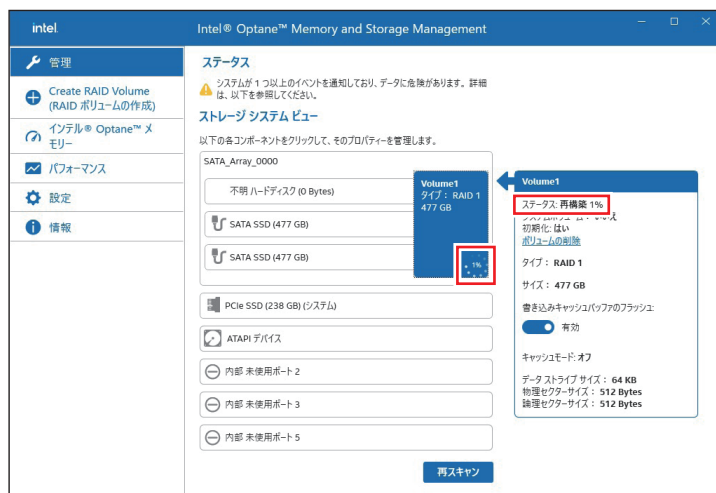 intel.
Intel® Optane™ Memory and Storage Management
管理
Create RAID Volume
(RAID ボリュームの作成)
インテル® Optane™ メ
モリー
パフォーマンス
設定
情報
ステータス
システムが 1 つ以上のイベントを通知しており、データに危険があります。 詳細
は、以下を参照してください。
ストレージ システム ビュー
以下の各コンポーネントをクリックして、そのプロパティーを管理します。
SATA_Array_0000
不明 ハードディスク (0 Bytes)
SATA SSD (477 GB)
SATA SSD (477 GB)
Volume1
タイプ： RAID 1
477 GB
1%
PCIe SSD (238 GB) (システム)
ATAPI デバイス
内部 未使用ポート 2
内部 未使用ポート 3
内部 未使用ポート 5
再スキャン
Volume1
ステータス: 再構築 1%
システムボリューム： いいえ
初期化: はい
ボリュームの削除
タイプ： RAID 1
サイズ： 477 GB
書き込みキャッシュバッファのフラッシュ:
有効
キャッシュモード: オフ
データ ストライプ サイズ： 64 KB
物理セクターサイズ： 512 Bytes
論理セクターサイズ： 512 Bytes